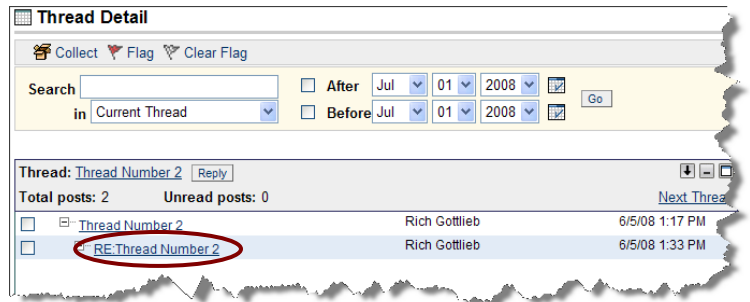 Thread Detail
Collect Flag Clear Flag
Search After Jul 01 2008
in Current Thread Before Jul 01 2008 Go
Thread: Thread Number 2 Reply
Total posts: 2 Unread posts: 0 Next
Thread Number 2 Rich Gottlieb 6/5/08 1:17 PM
RE:Thread Number 2 Rich Gottlieb 6/5/08 1:33 PM